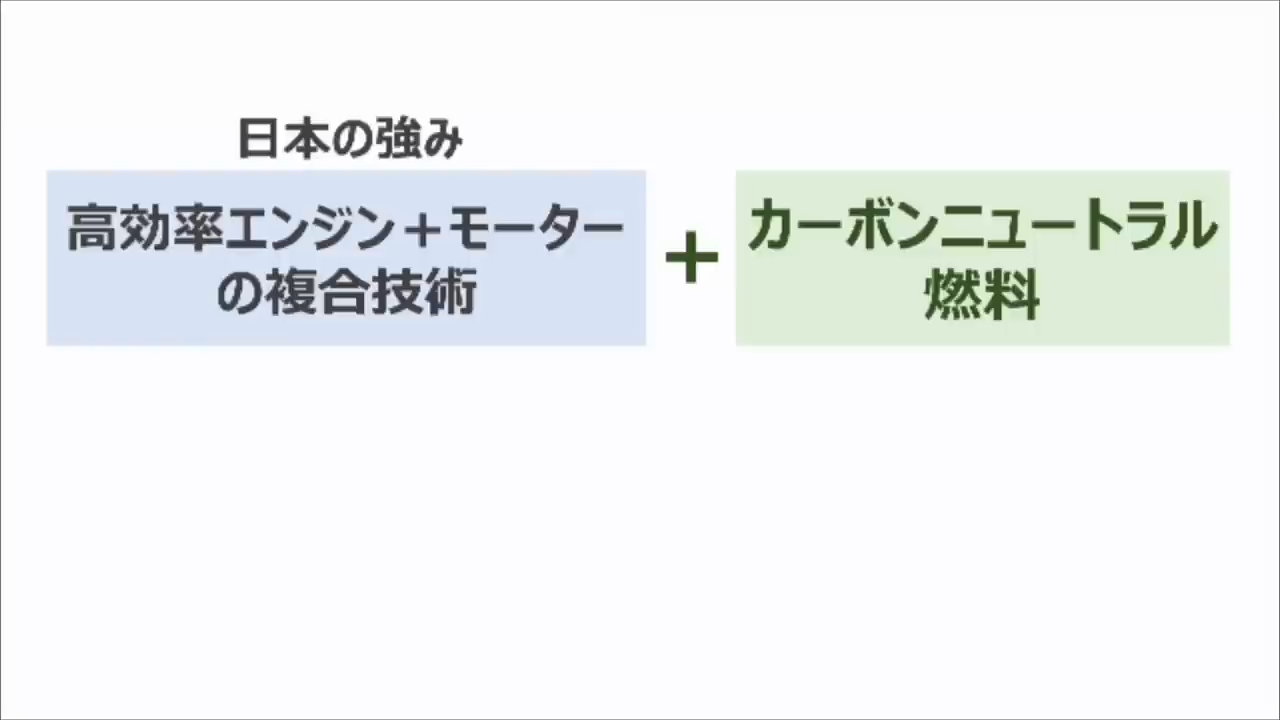 日本の強み
高効率エンジン＋モーター
の複合技術
+
カーボンニュートラル
燃料